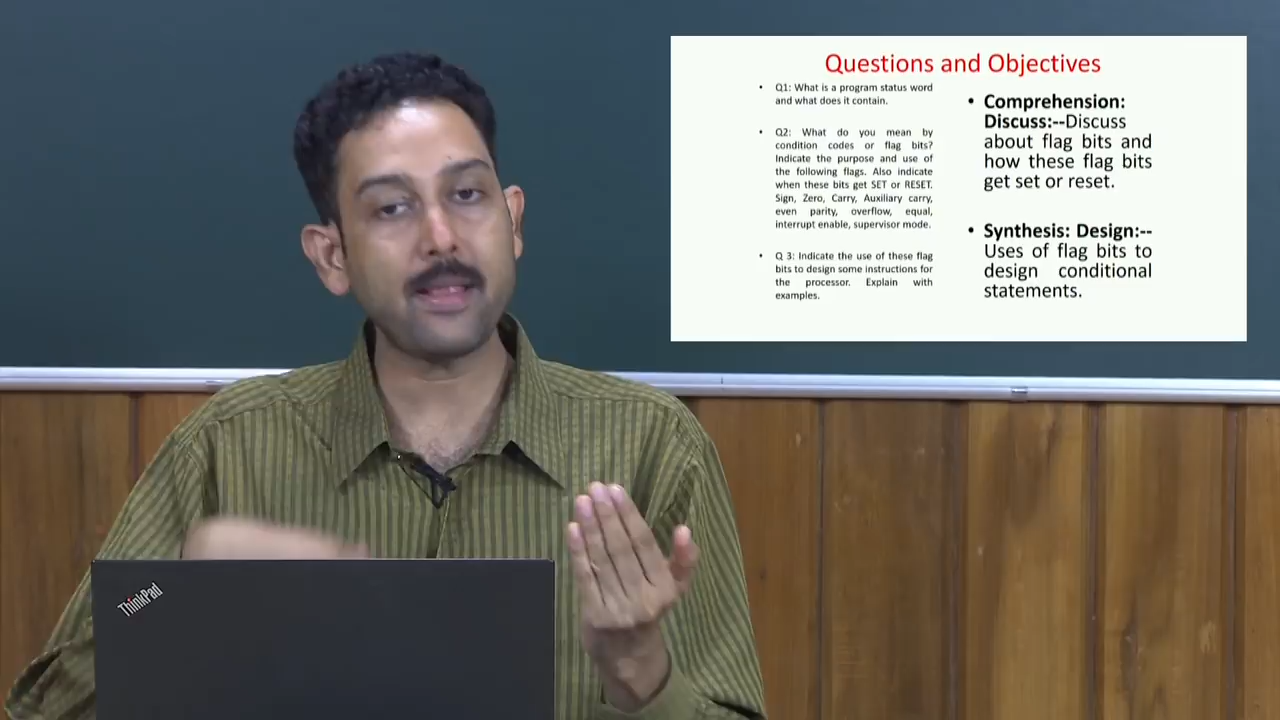 Questions and Objectives
• Q1: What is a program status word
and what does it contain.
• Q2: What do you mean by
condition codes or flag bits?
Indicate the purpose and use of
the following flags. Also indicate
when these bits get SET or RESET.
Sign, Zero, Carry, Auxiliary carry,
even parity, overflow, equal,
interrupt enable, supervisor mode.
• Q 3: Indicate the use of these flag
bits to design some instructions for
the processor. Explain with
examples.
• Comprehension:
Discuss:--Discuss
about flag bits and
how these flag bits
get set or reset.
• Synthesis: Design:--
Uses of flag bits to
design conditional
statements.
ThinkPad